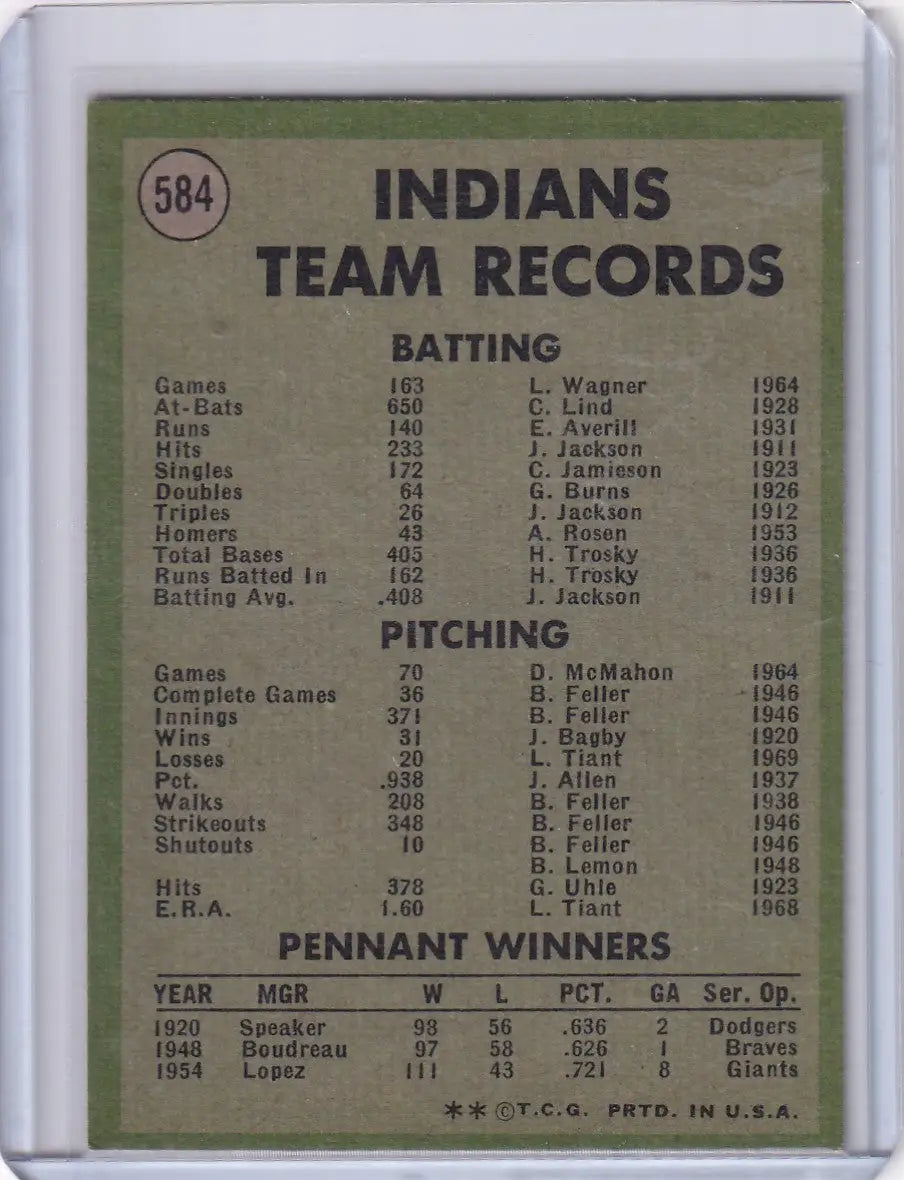 584
INDIANS
TEAM RECORDS
BATTING
Games 163 L. Wagner 1964
At-Bats 650 C. Lind 1928
Runs 140 E. Averill 1931
Hits 233 J. Jackson 1911
Singles 172 C. Jamieson 1923
Doubles 64 G. Burns 1926
Triples 26 J. Jackson 1912
Homers 43 A. Rosen 1953
Total Bases 405 H. Trosky 1936
Runs Batted In 162 H. Trosky 1936
Batting Avg. .408 J. Jackson 1911
PITCHING
Games 70 D. McMahon 1964
Complete Games 36 B. Feller 1946
Innings 371 B. Feller 1946
Wins 31 J. Bagby 1920
Losses 20 L. Tiant 1969
Pct. .938 J. Allen 1937
Walks 208 B. Feller 1938
Strikeouts 348 B. Feller 1946
Shutouts 10 B. Feller 1946
B. Lemon 1948
Hits 378 G. Uhle 1923
E.R.A. 1.60 L. Tiant 1968
PENNANT WINNERS
YEAR MGR W L PCT. GA Ser. Op.
1920 Speaker 98 56 .636 2 Dodgers
1948 Boudreau 97 58 .626 1 Braves
1954 Lopez 111 43 .721 8 Giants
** ©T.C.G. PRTD. IN U.S.A.